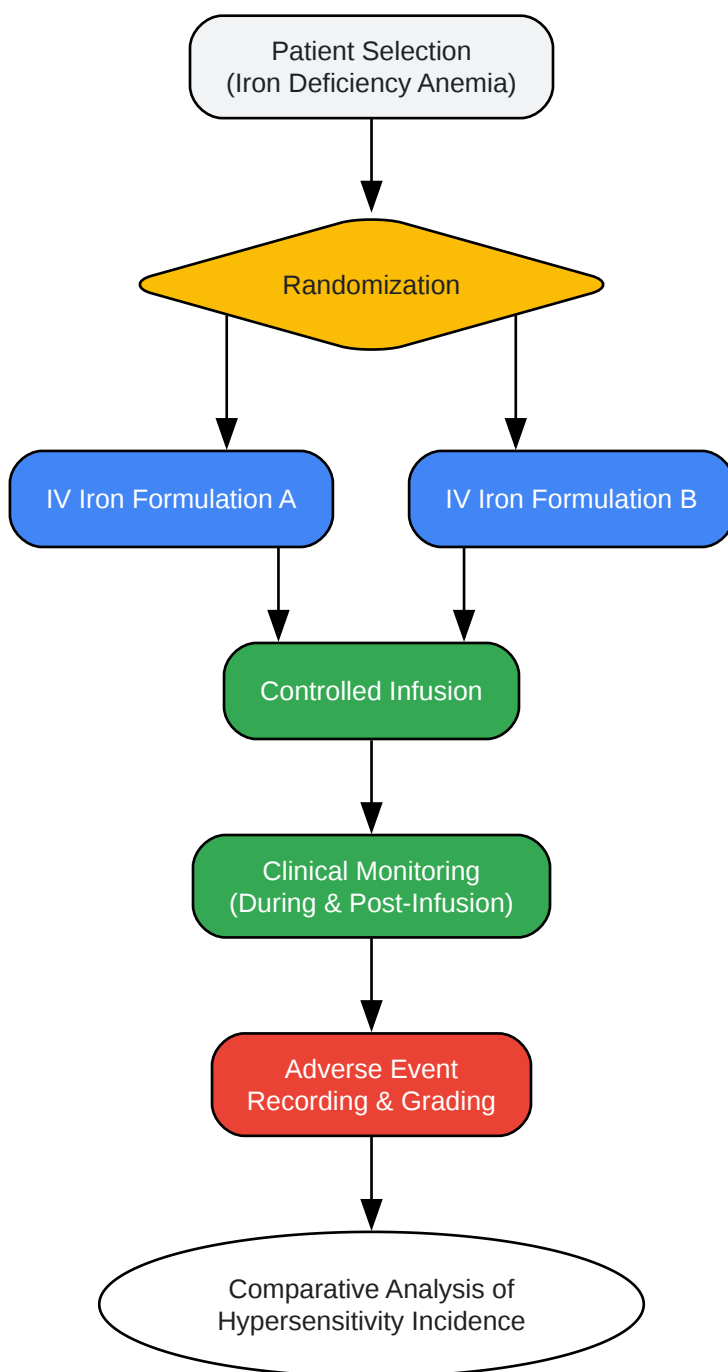 Patient Selection
(Iron Deficiency Anemia)
Randomization
IV Iron Formulation A
IV Iron Formulation B
Controlled Infusion
Clinical Monitoring
(During & Post-Infusion)
Adverse Event
Recording & Grading
Comparative Analysis of
Hypersensitivity Incidence